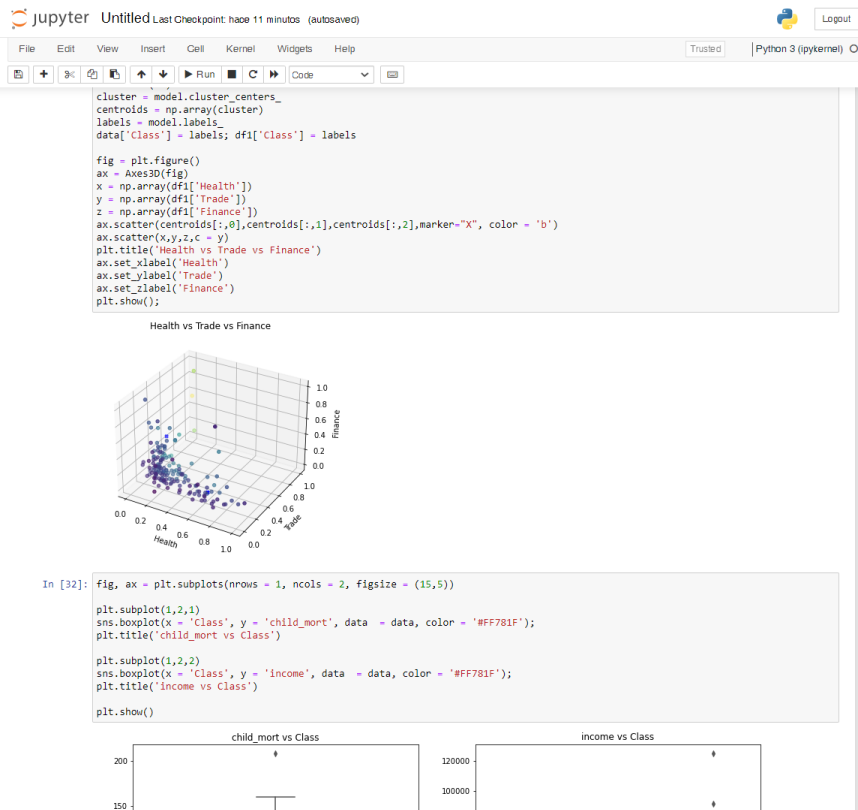 jupyter Untitled Last Checkpoint: hace 11 minutos (autosaved)
Logout
File Edit View Insert Cell Kernel Widgets Help
Trusted
Python 3 (ipykernel)
Run
Code
cluster = model.cluster_centers_
centroids = np.array(cluster)
labels = model.labels_
data['Class'] = labels; df1['Class'] = labels
fig = plt.figure()
ax = Axes3D(fig)
x = np.array(df1['Health'])
y = np.array(df1['Trade'])
z = np.array(df1['Finance'])
ax.scatter(centroids[:,0],centroids[:,1],centroids[:,2],marker="X", color = 'b')
ax.scatter(x,y,z,c = y)
plt.title('Health vs Trade vs Finance')
ax.set_xlabel('Health')
ax.set_ylabel('Trade')
ax.set_zlabel('Finance')
plt.show();
Health vs Trade vs Finance
1.0
0.8
0.6
0.4
0.2
0.0
Finance
1.0
0.8
0.6
0.4
0.2
0.0
Trade
0.0
0.2
0.4
0.6
0.8
1.0
Health
In [32]:
fig, ax = plt.subplots(nrows = 1, ncols = 2, figsize = (15,5))
plt.subplot(1,2,1)
sns.boxplot(x = 'Class', y = 'child_mort', data  = data, color = '#FF781F');
plt.title('child_mort vs Class')
plt.subplot(1,2,2)
sns.boxplot(x = 'Class', y = 'income', data  = data, color = '#FF781F');
plt.title('income vs Class')
plt.show()
child_mort vs Class
200
150
income vs Class
120000
100000